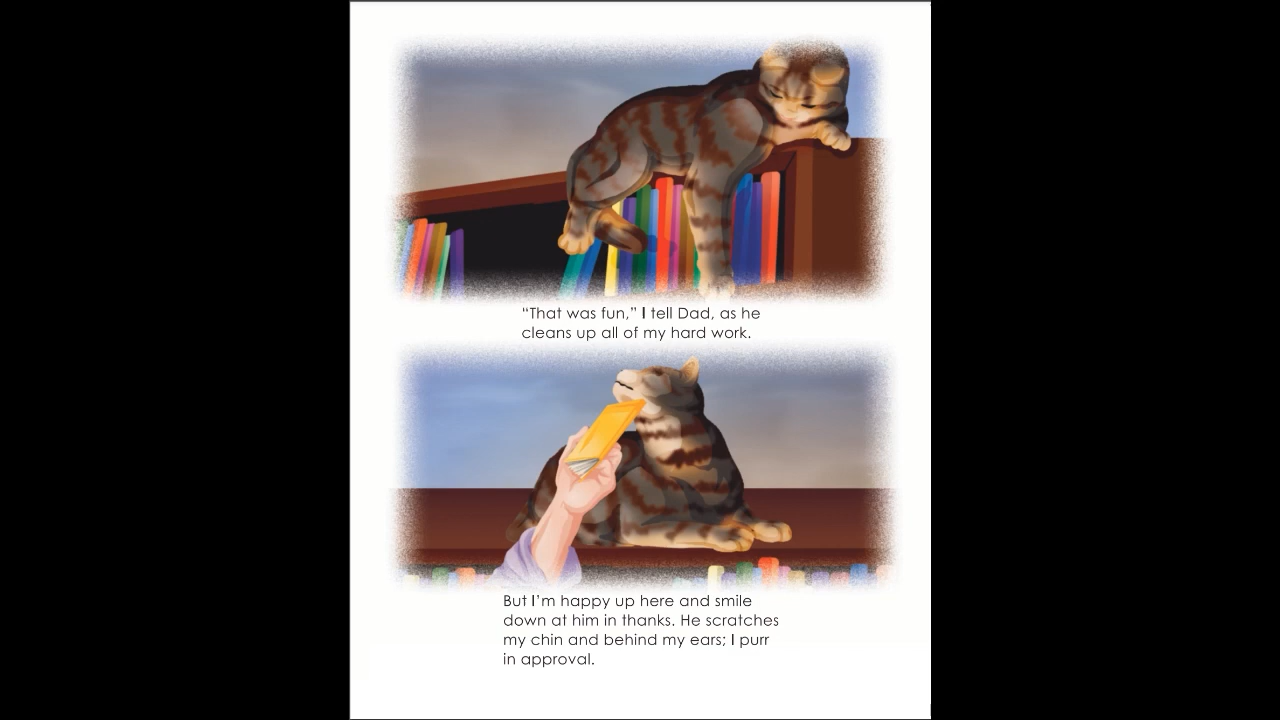 “That was fun,” I tell Dad, as he
cleans up all of my hard work.
But I’m happy up here and smile
down at him in thanks. He scratches
my chin and behind my ears; I purr
in approval.